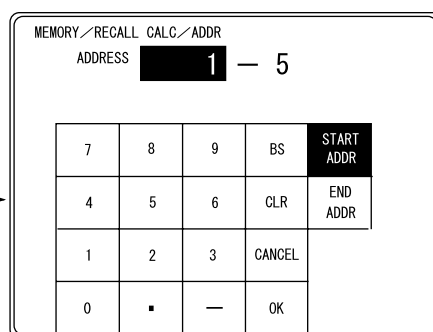 MEMORY／RECALL CALC／ADDR
ADDRESS 1 — 5
7 8 9 BS START ADDR
4 5 6 CLR END ADDR
1 2 3 CANCEL
0 ▪ — OK